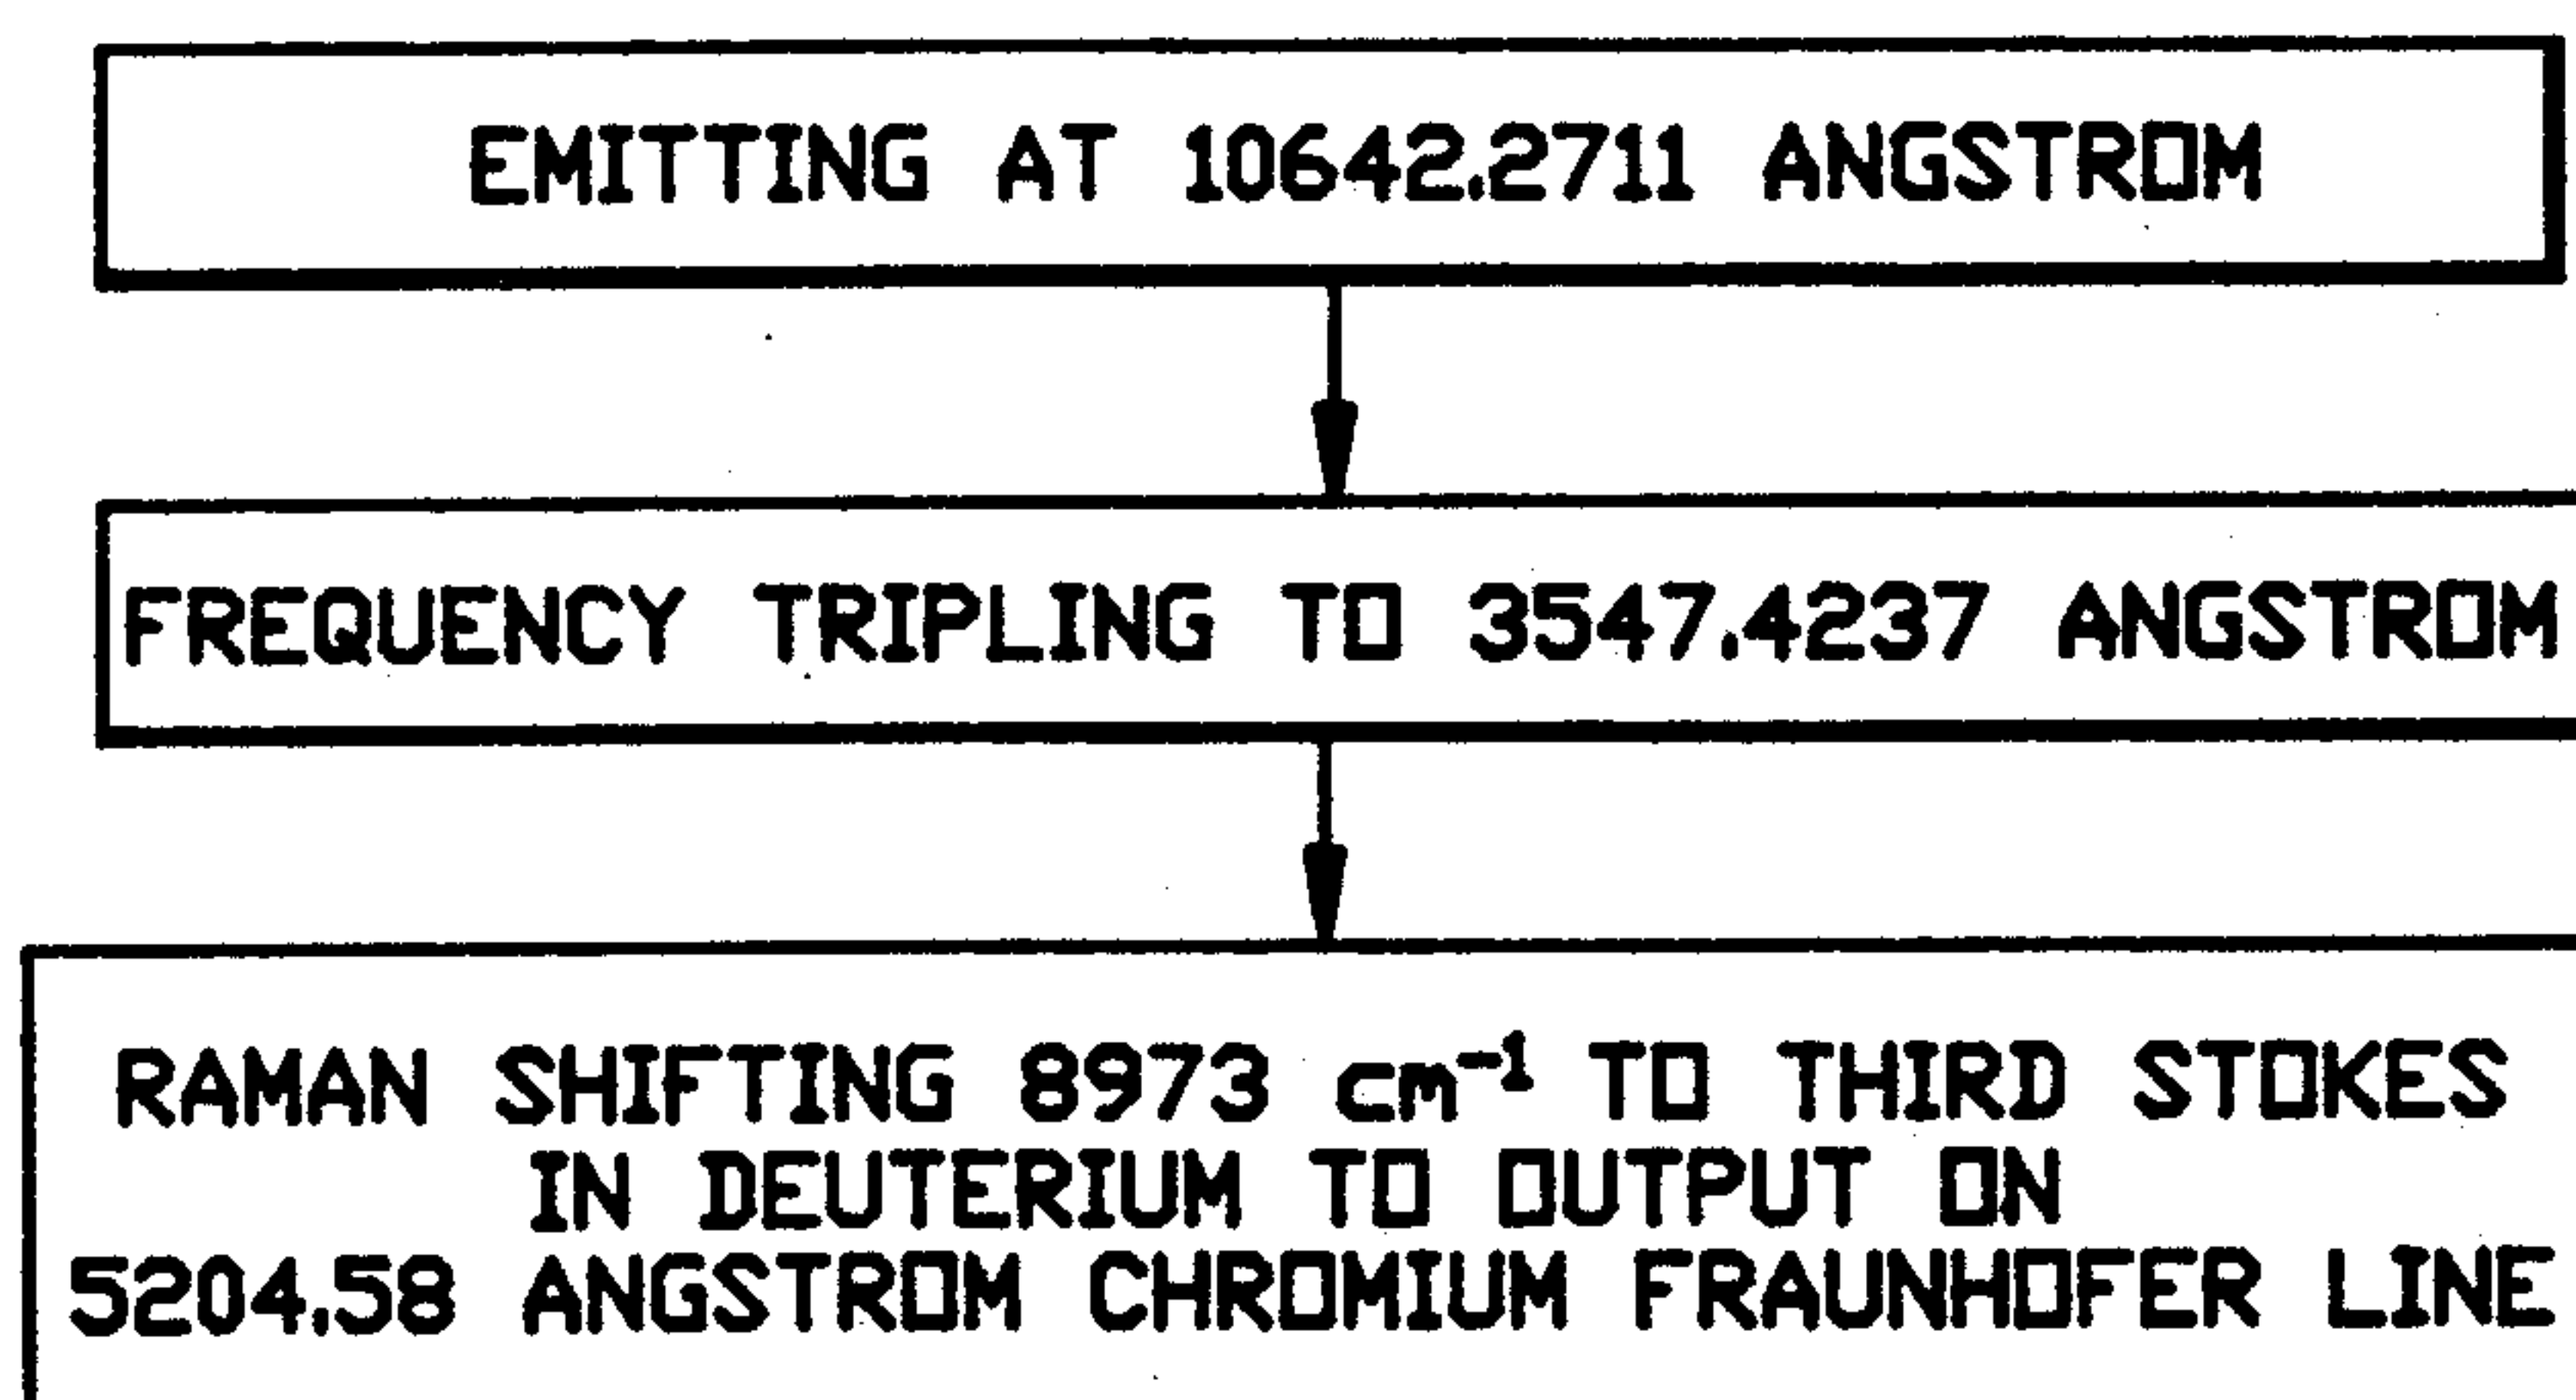 EMITTING AT 10642.2711 ANGSTROM
FREQUENCY TRIPLING TO 3547.4237 ANGSTROM
RAMAN SHIFTING 8973 cm⁻¹ TO THIRD STOKES
IN DEUTERIUM TO OUTPUT ON
5204.58 ANGSTROM CHROMIUM FRAUNHOFER LINE